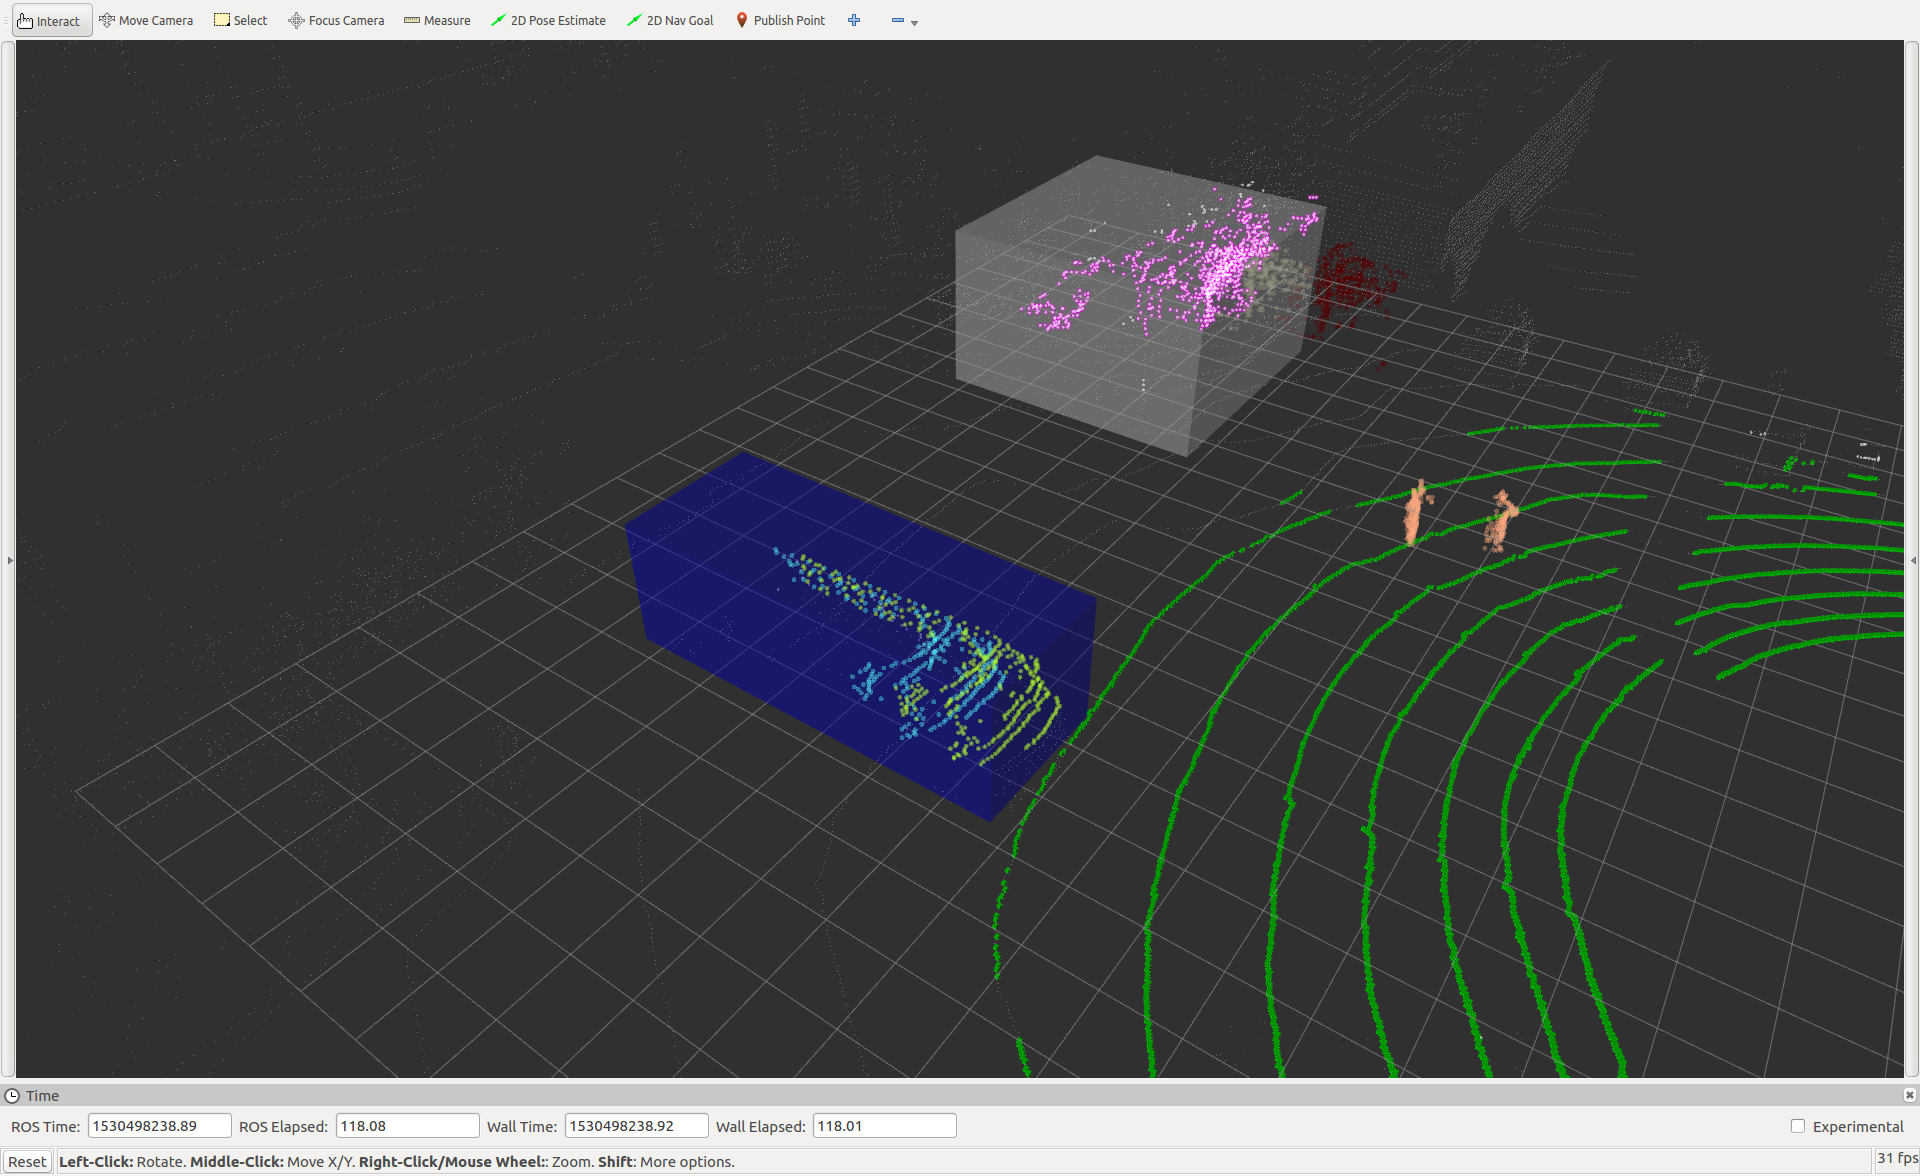 Interact Move Camera Select Focus Camera Measure 2D Pose Estimate 2D Nav Goal Publish Point
Time
ROS Time: 1530498238.89 ROS Elapsed: 118.08 Wall Time: 1530498238.92 Wall Elapsed: 118.01 Experimental
Reset Left-Click: Rotate. Middle-Click: Move X/Y. Right-Click/Mouse Wheel:: Zoom. Shift: More options. 31 fps